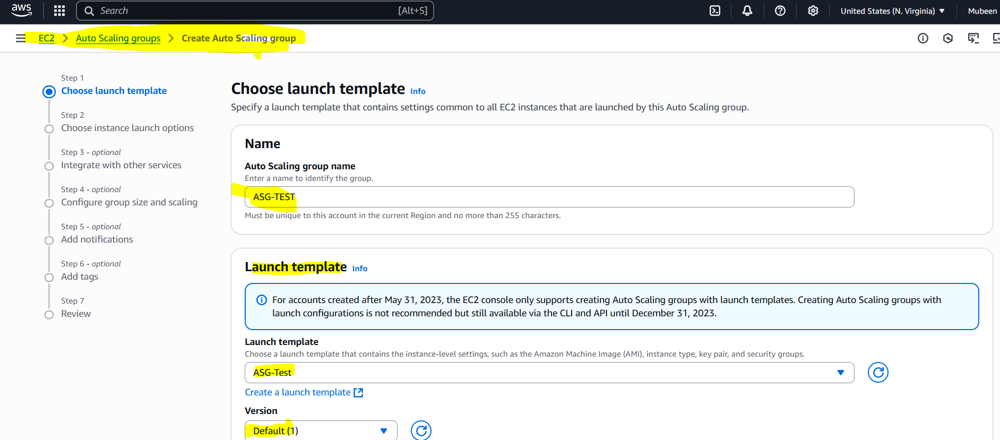 aws
Search [Alt+S]
United States (N. Virginia)
Mubeen
EC2 > Auto Scaling groups > Create Auto Scaling group
Step 1
Choose launch template
Step 2
Choose instance launch options
Step 3 - optional
Integrate with other services
Step 4 - optional
Configure group size and scaling
Step 5 - optional
Add notifications
Step 6 - optional
Add tags
Step 7
Review
Choose launch template Info
Specify a launch template that contains settings common to all EC2 instances that are launched by this Auto Scaling group.
Name
Auto Scaling group name
Enter a name to identify the group.
ASG-TEST
Must be unique to this account in the current Region and no more than 255 characters.
Launch template Info
For accounts created after May 31, 2023, the EC2 console only supports creating Auto Scaling groups with launch templates. Creating Auto Scaling groups with
launch configurations is not recommended but still available via the CLI and API until December 31, 2023.
Launch template
Choose a launch template that contains the instance-level settings, such as the Amazon Machine Image (AMI), instance type, key pair, and security groups.
ASG-Test
Create a launch template
Version
Default (1)